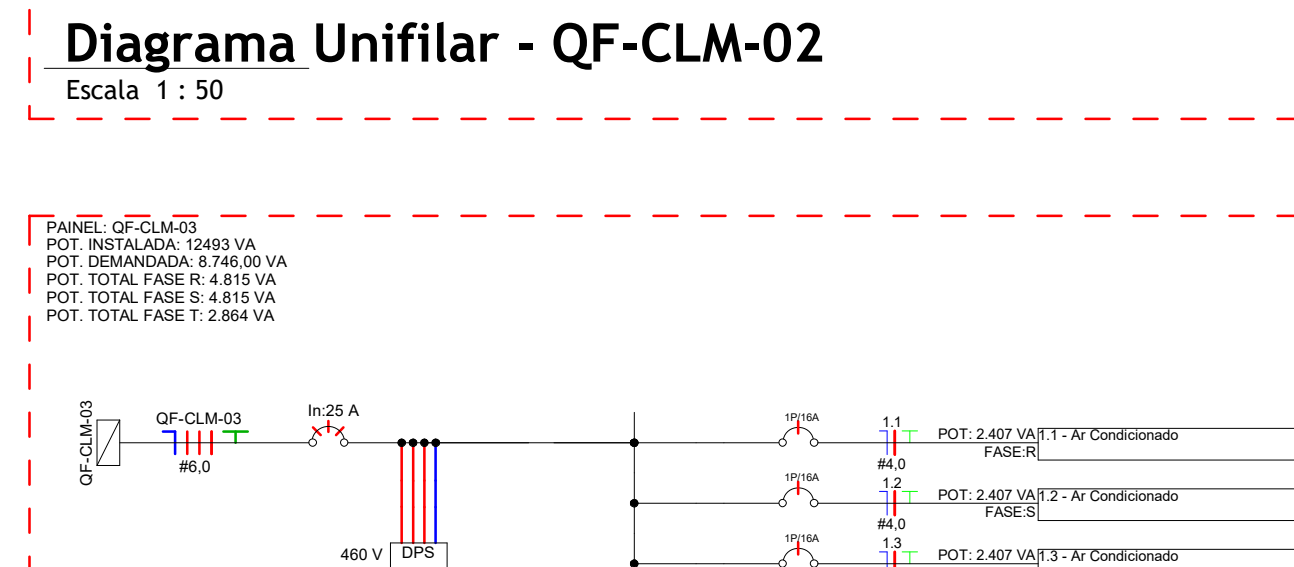 Diagrama Unifilar - QF-CLM-02
Escala 1 : 50
PAINEL: QF-CLM-03
POT. INSTALADA: 12493 VA
POT. DEMANDADA: 8.746,00 VA
POT. TOTAL FASE R: 4.815 VA
POT. TOTAL FASE S: 4.815 VA
POT. TOTAL FASE T: 2.864 VA
QF-CLM-03
QF-CLM-03
#6,0
In:25 A
460 V
DPS
1P/16A
1.1
#4,0
POT: 2.407 VA
FASE:R
1.1 - Ar Condicionado
1P/16A
1.2
#4,0
POT: 2.407 VA
FASE:S
1.2 - Ar Condicionado
1P/16A
1.3
POT: 2.407 VA
1.3 - Ar Condicionado